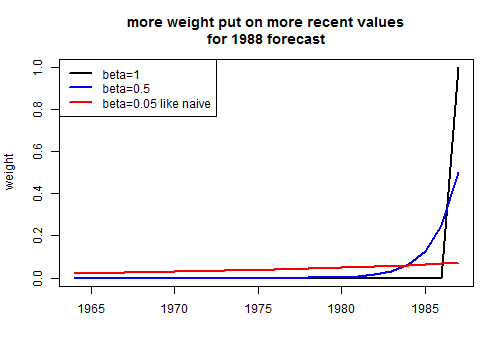 more weight put on more recent values
for 1988 forecast
beta=1
beta=0.5
beta=0.05 like naive
weight
1.0
0.8
0.6
0.4
0.2
0.0
1965 1970 1975 1980 1985